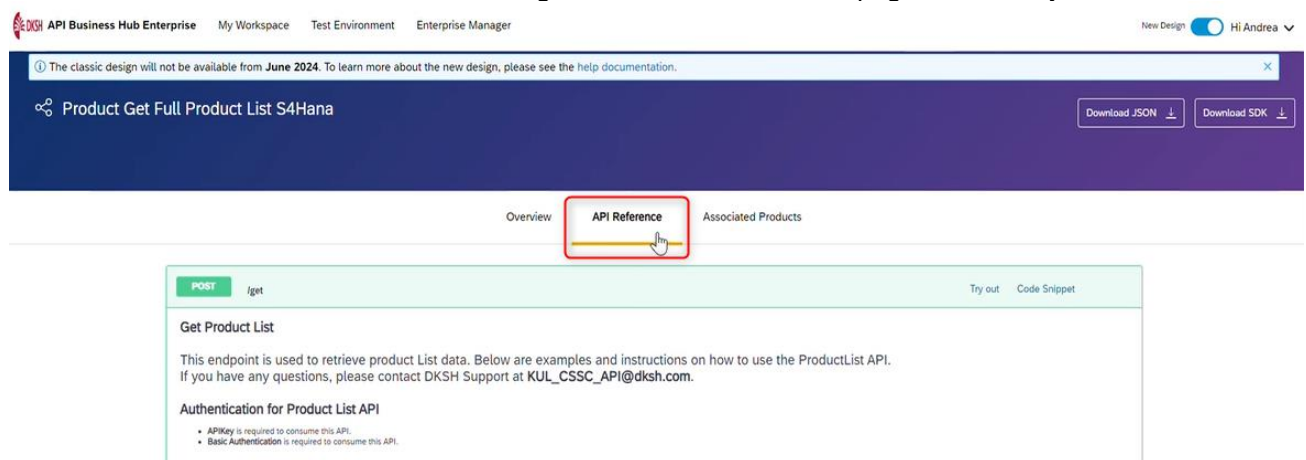 DKSH API Business Hub Enterprise My Workspace Test Environment Enterprise Manager New Design Hi Andrea
The classic design will not be available from June 2024. To learn more about the new design, please see the help documentation.
Product Get Full Product List S4Hana
Download JSON Download SDK
Overview API Reference Associated Products
POST /get Try out Code Snippet
Get Product List
This endpoint is used to retrieve product List data. Below are examples and instructions on how to use the ProductList API.
If you have any questions, please contact DKSH Support at KUL_CSSC_API@dksh.com.
Authentication for Product List API
• APIKey is required to consume this API.
• Basic Authentication is required to consume this API.